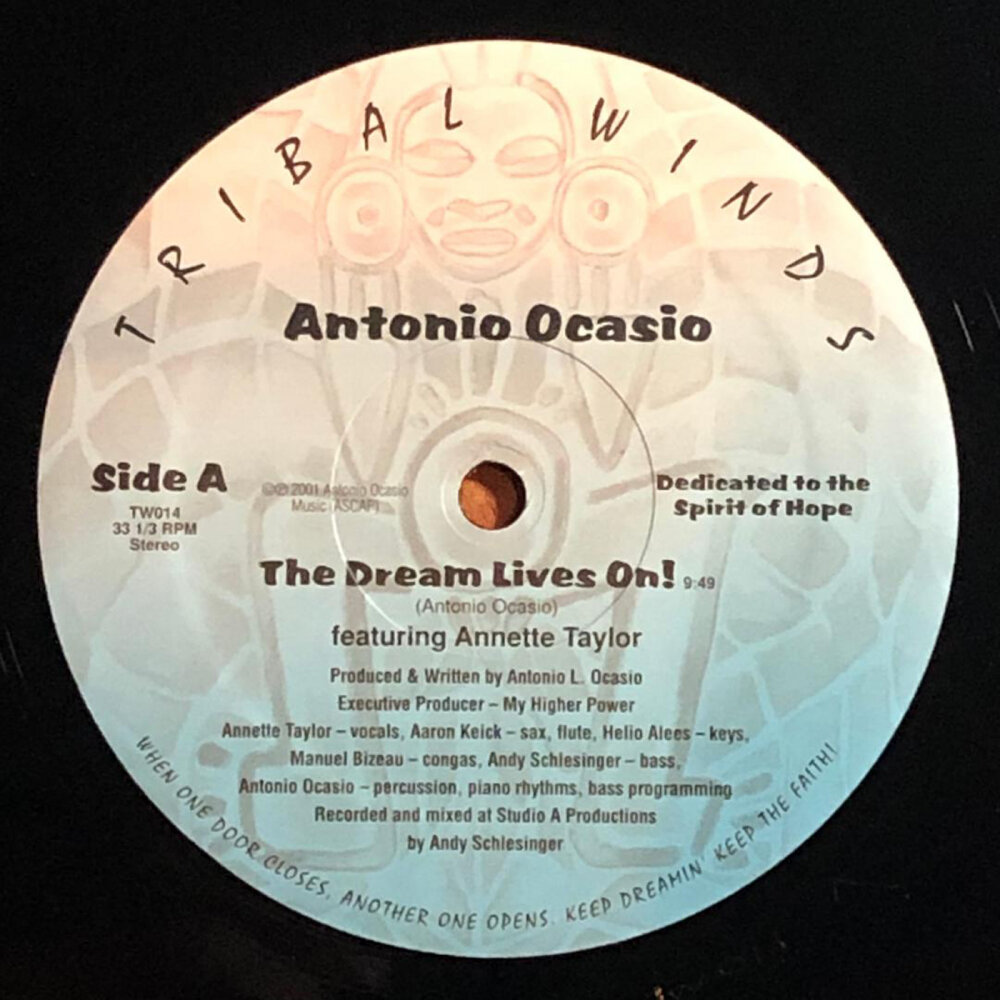 TRIBAL WINDS
Antonio Ocasio
Side A
TW014
33 1/3 RPM
Stereo
©℗ 2001 Antonio Ocasio
Music (ASCAP)
Dedicated to the
Spirit of Hope
The Dream Lives On! 9:49
(Antonio Ocasio)
featuring Annette Taylor
Produced & Written by Antonio L. Ocasio
Executive Producer – My Higher Power
Annette Taylor – vocals, Aaron Keick – sax, flute, Helio Alees – keys,
Manuel Bizeau – congas, Andy Schlesinger – bass,
Antonio Ocasio – percussion, piano rhythms, bass programming
Recorded and mixed at Studio A Productions
by Andy Schlesinger
WHEN ONE DOOR CLOSES, ANOTHER ONE OPENS. KEEP DREAMIN' KEEP THE FAITH!